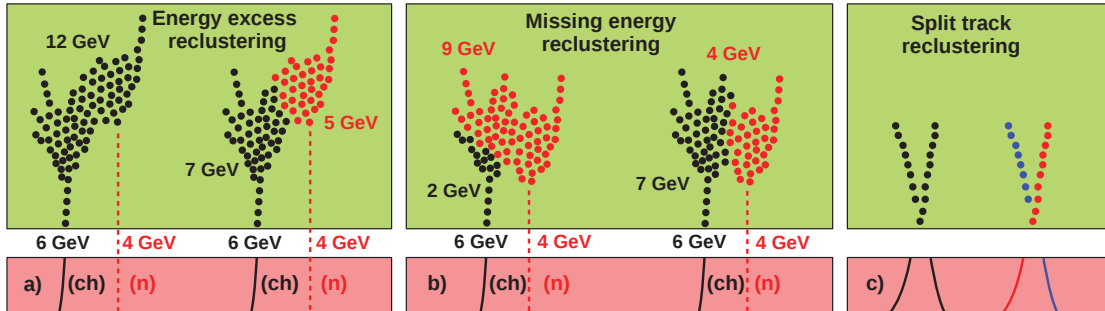 Energy excess
reclustering
12 GeV
5 GeV
7 GeV
6 GeV
4 GeV
6 GeV
4 GeV
a)
(ch)
(n)
(ch)
(n)
Missing energy
reclustering
9 GeV
4 GeV
2 GeV
7 GeV
6 GeV
4 GeV
6 GeV
4 GeV
b)
(ch)
(n)
(ch)
(n)
Split track
reclustering
c)